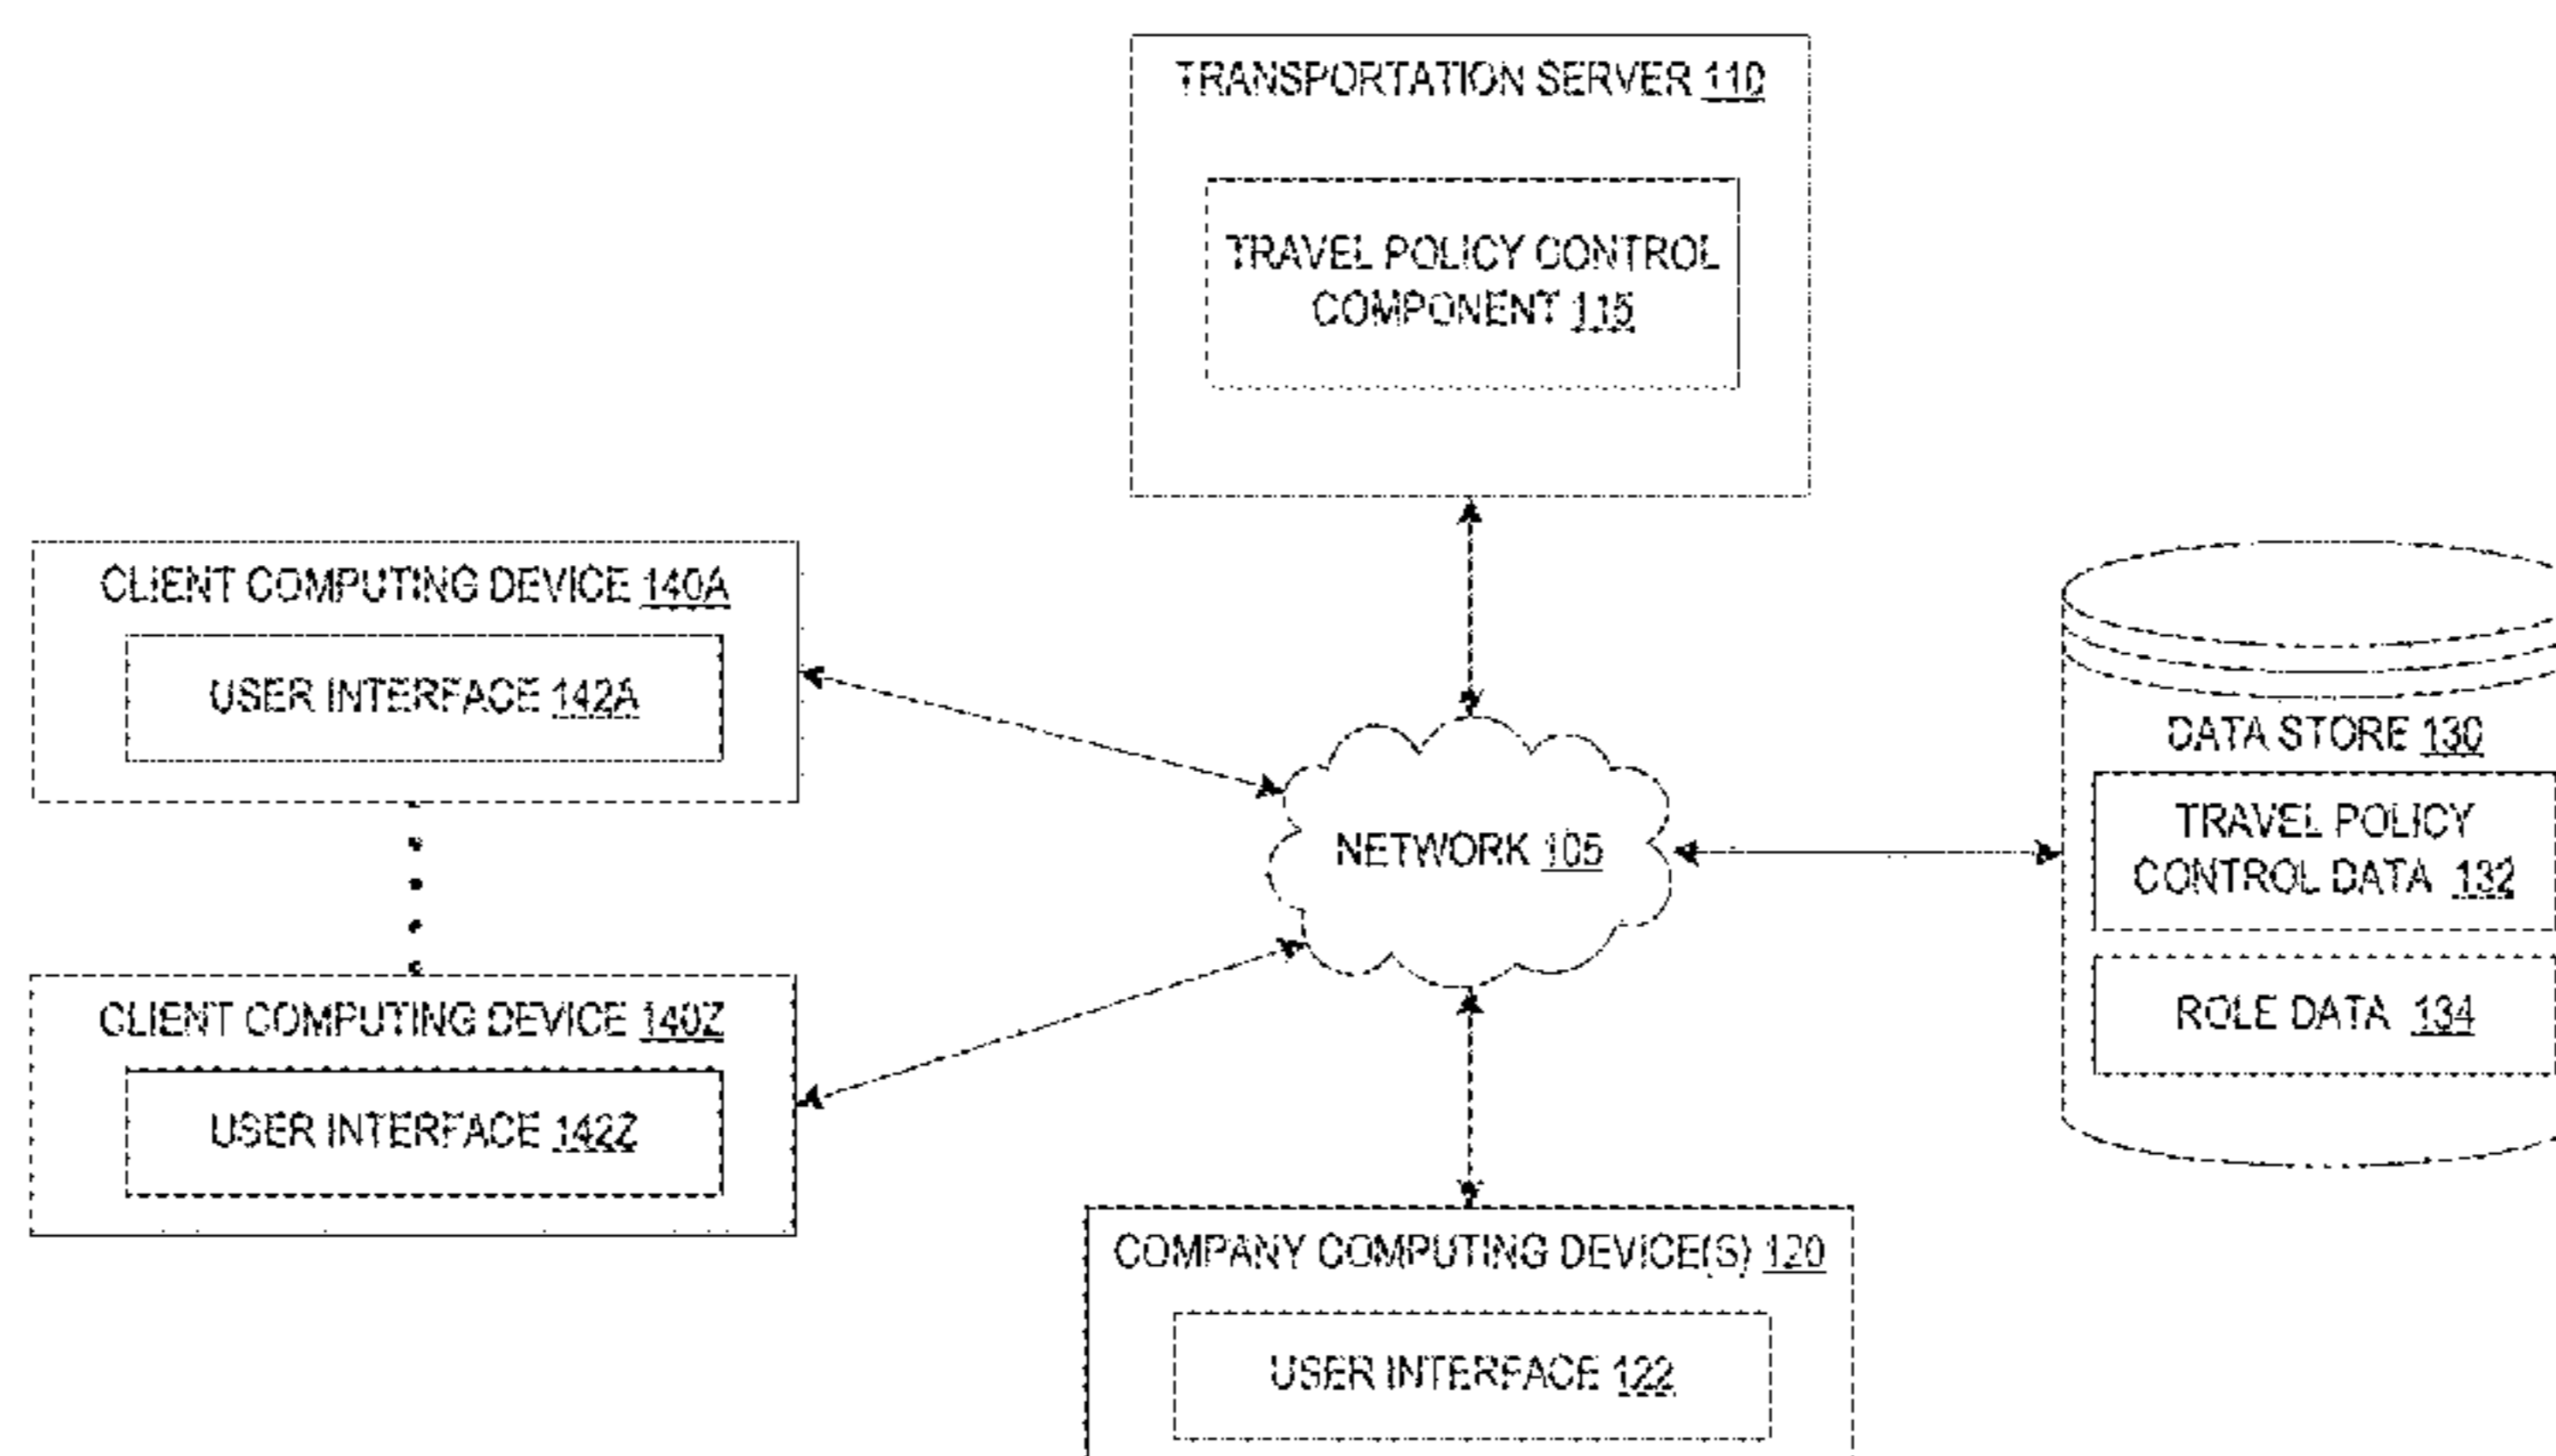 TRANSPORTATION SERVER 110
TRAVEL POLICY CONTROL
COMPONENT 115
CLIENT COMPUTING DEVICE 140A
USER INTERFACE 142A
NETWORK 105
DATA STORE 130
TRAVEL POLICY
CONTROL DATA 132
ROLE DATA 134
CLIENT COMPUTING DEVICE 140Z
USER INTERFACE 142Z
COMPANY COMPUTING DEVICE(S) 120
USER INTERFACE 122